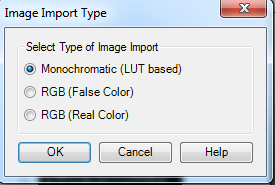 Image Import Type
Select Type of Image Import
Monochromatic (LUT based)
RGB (False Color)
RGB (Real Color)
OK
Cancel
Help